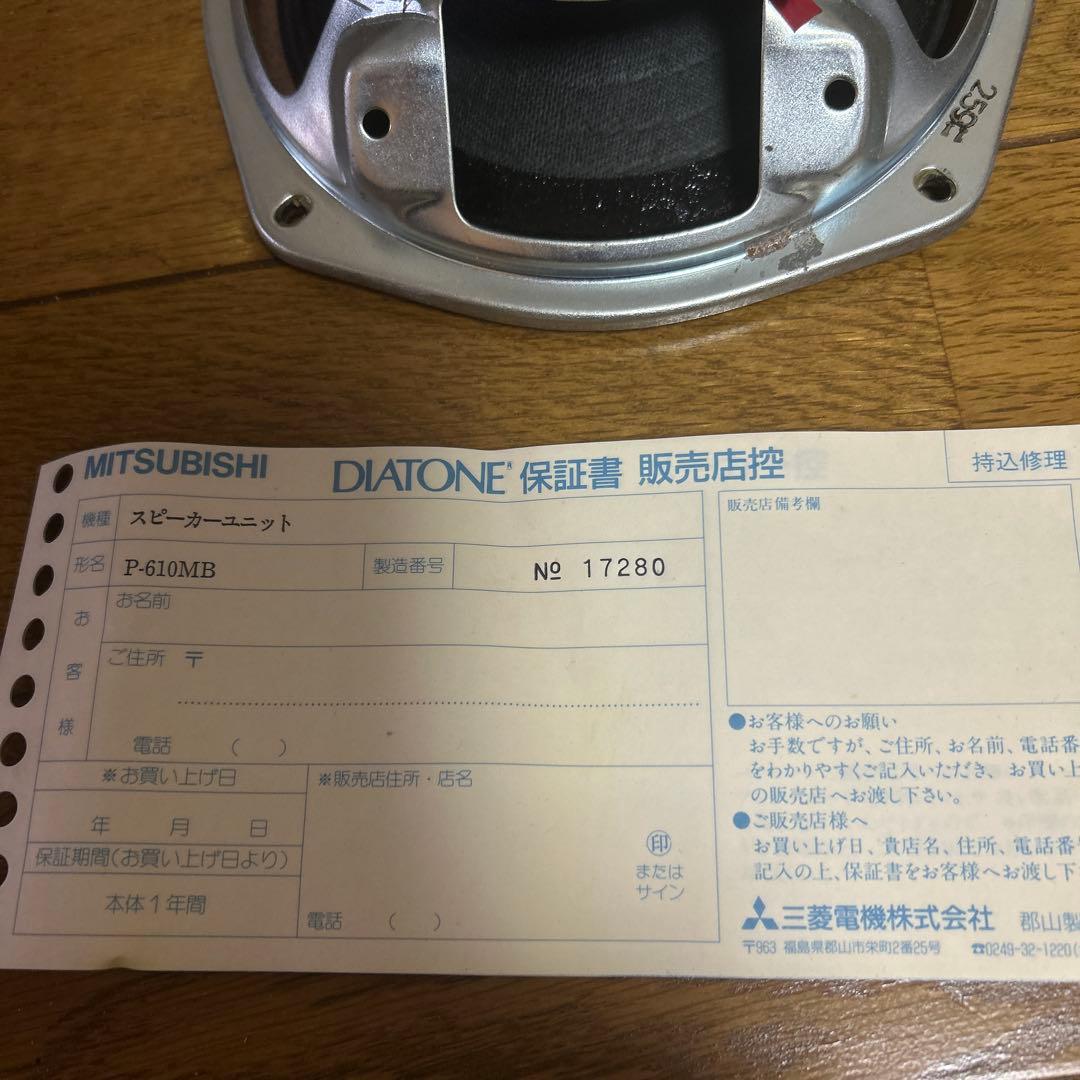 MITSUBISHI DIATONE 保証書 販売店控
持込修理
機種 スピーカーユニット
形名 P-610MB 製造番号 № 17280
お客様
お名前
ご住所 〒
電話 ( )
※お買い上げ日
年 月 日
保証期間(お買い上げ日より)
本体1年間
※販売店住所・店名
印
または
サイン
電話 ( )
販売店備考欄
●お客様へのお願い
お手数ですが、ご住所、お名前、電話番
をわかりやすくご記入いただき、お買い上
の販売店へお渡し下さい。
●ご販売店様へ
お買い上げ日、貴店名、住所、電話番
記入の上、保証書をお客様へお渡し下
三菱電機株式会社 郡山製
〒963 福島県郡山市栄町2番25号 ☎0249-32-1220(